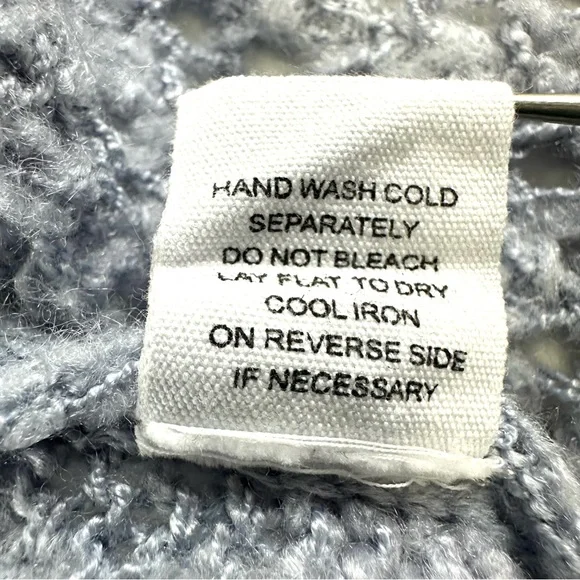 HAND WASH COLD
SEPARATELY
DO NOT BLEACH
LAY FLAT TO DRY
COOL IRON
ON REVERSE SIDE
IF NECESSARY